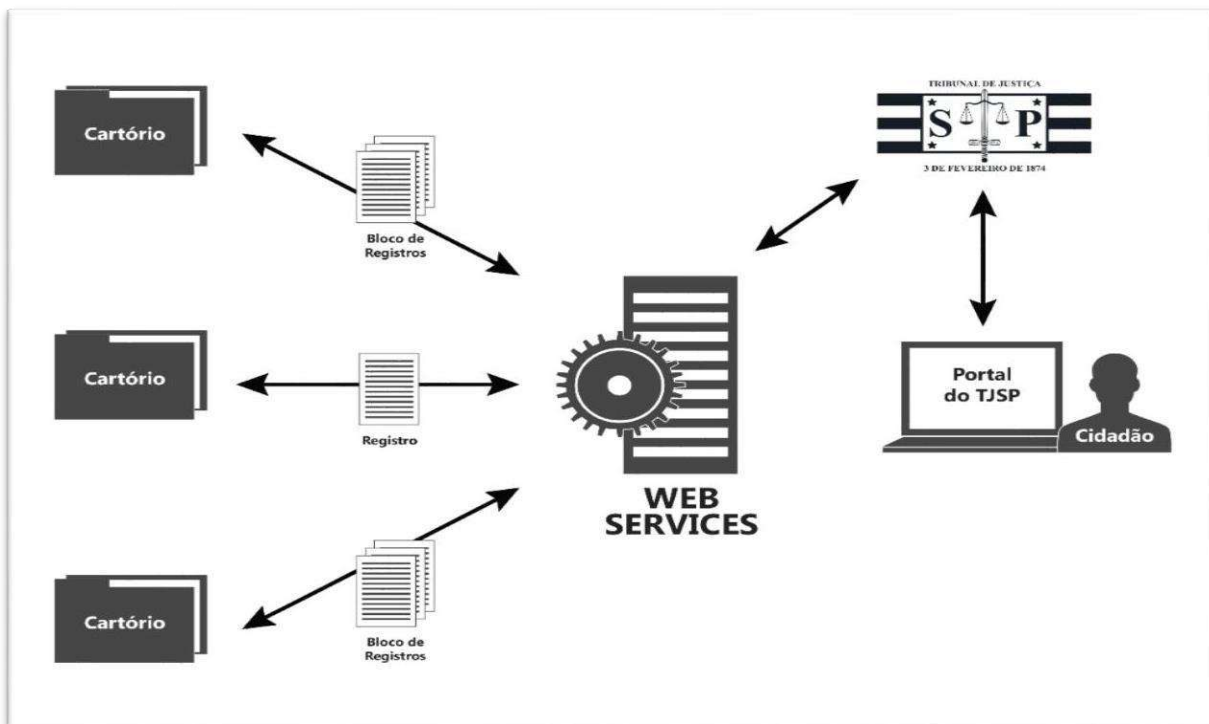 Cartório
Bloco de
Registros
Cartório
Registro
Cartório
Bloco de
Registros
WEB
SERVICES
TRIBUNAL DE JUSTIÇA
S P
3 DE FEVEREIRO DE 1874
Portal
do TJSP
Cidadão